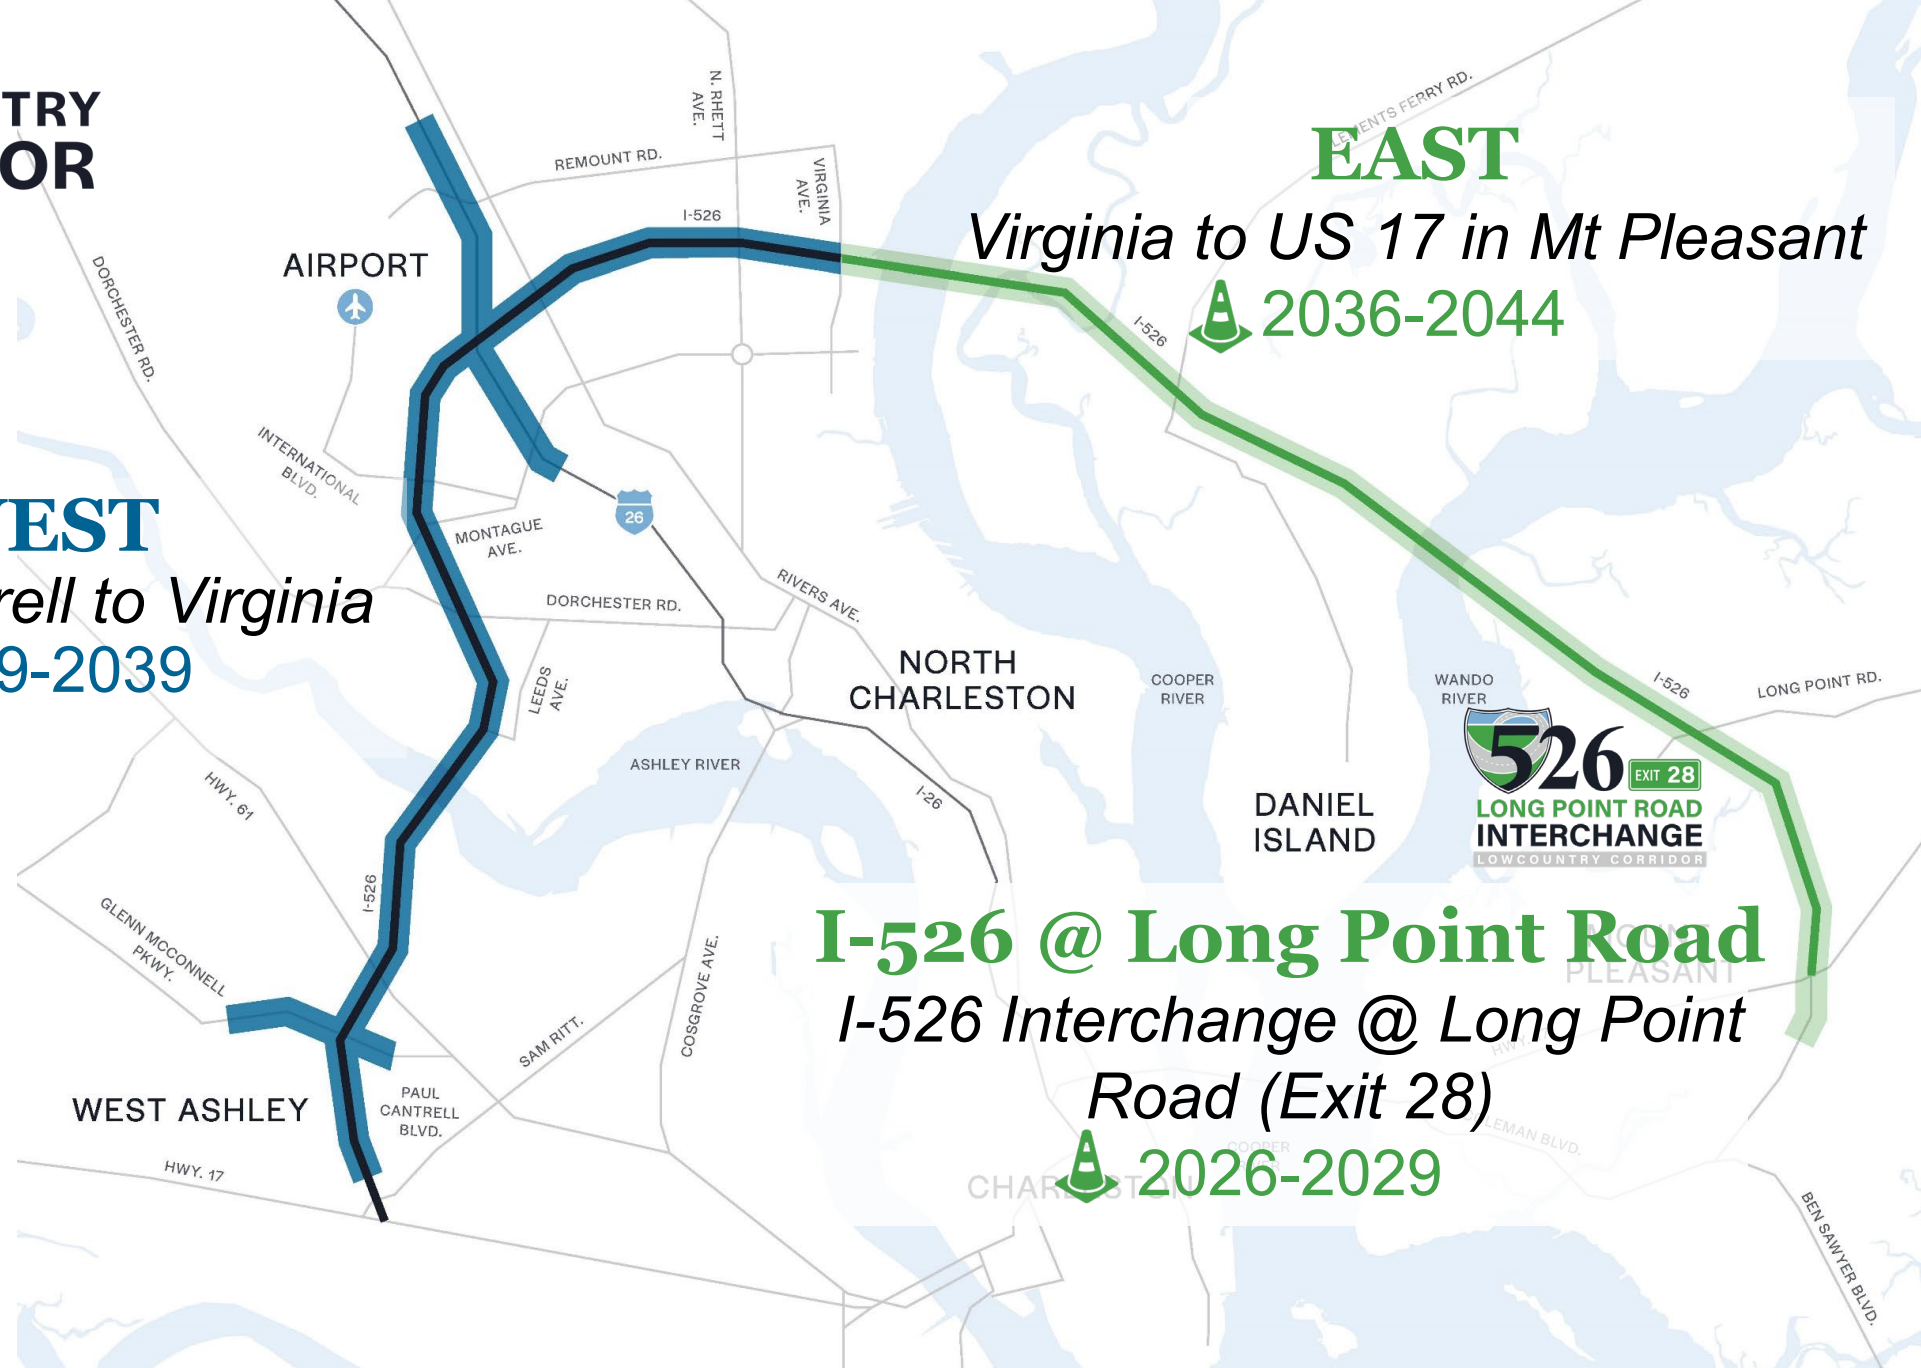 TRY
OR
N. RHETT
AVE.
REMOUNT RD.
VIRGINIA
AVE.
I-526
AIRPORT
DORCHESTER RD.
EAST
Virginia to US 17 in Mt Pleasant
2036-2044
I-526
INTERNATIONAL
BLVD.
MONTAGUE
AVE.
26
EST
rell to Virginia
9-2039
DORCHESTER RD.
RIVERS AVE.
LEEDS
AVE.
NORTH
CHARLESTON
COOPER
RIVER
WANDO
RIVER
I-526
LONG POINT RD.
526
EXIT 28
LONG POINT ROAD
INTERCHANGE
LOWCOUNTRY CORRIDOR
ASHLEY RIVER
HWY. 61
I-26
DANIEL
ISLAND
I-526
GLENN MCCONNELL
PKWY.
COSGROVE AVE.
SAM RITT.
I-526 @ Long Point Road
MOUNT
PLEASANT
I-526 Interchange @ Long Point
Road (Exit 28)
2026-2029
WEST ASHLEY
PAUL
CANTRELL
BLVD.
HWY. 17
COOPER
CHARLESTON
BEN SAWYER BLVD.